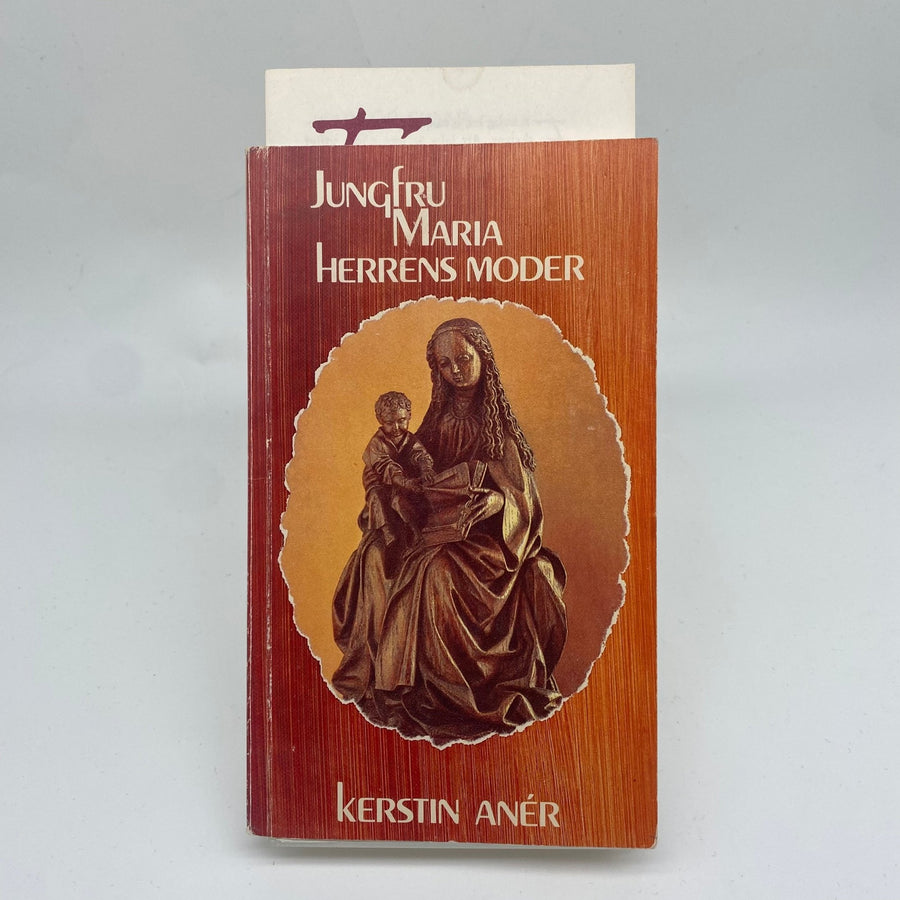 JUNGFRU
MARIA
HERRENS MODER
KERSTIN ANÉR